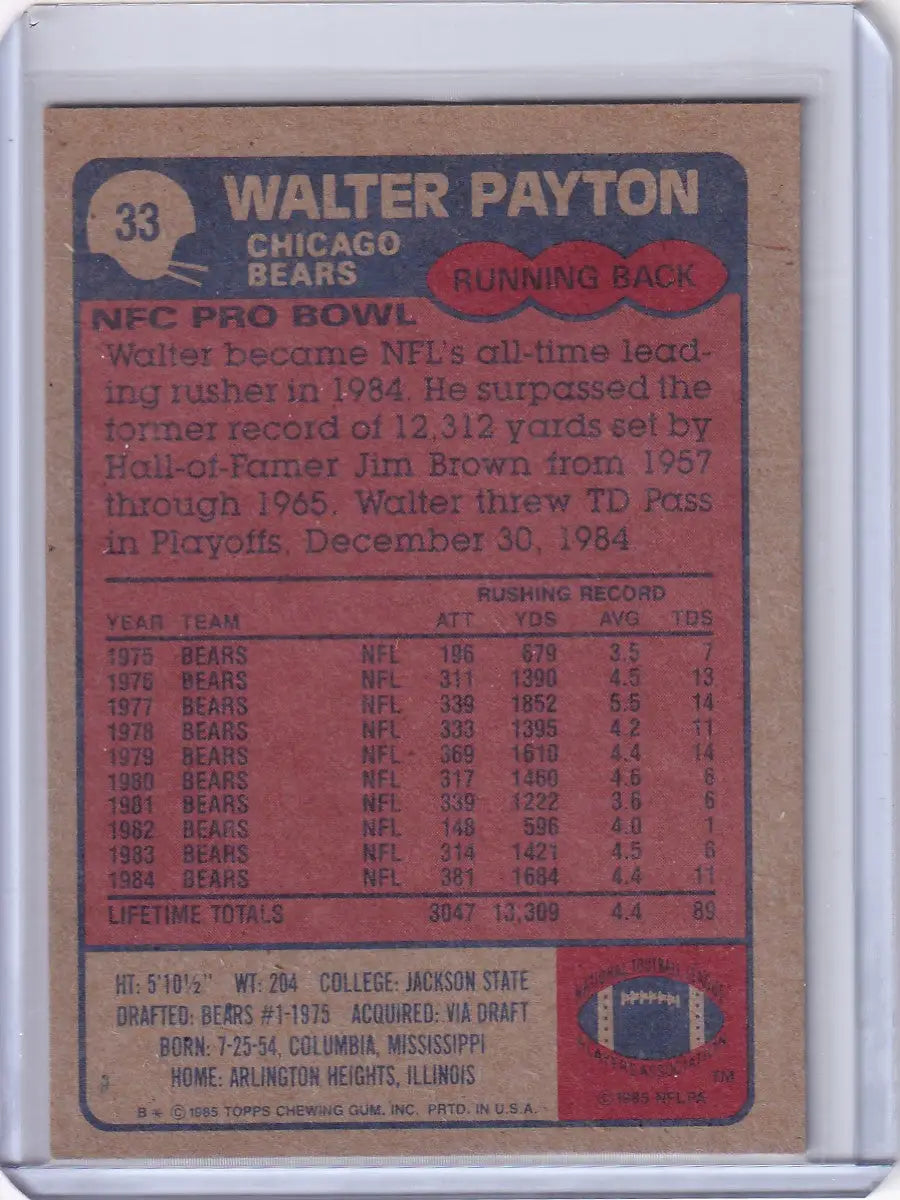 33
WALTER PAYTON
CHICAGO
BEARS
RUNNING BACK
NFC PRO BOWL
Walter became NFL's all-time lead-
ing rusher in 1984. He surpassed the
former record of 12,312 yards set by
Hall-of-Famer Jim Brown from 1957
through 1965. Walter threw TD Pass
in Playoffs, December 30, 1984
RUSHING RECORD
YEAR TEAM ATT YDS AVG TDS
1975 BEARS NFL 196 679 3.5 7
1976 BEARS NFL 311 1390 4.5 13
1977 BEARS NFL 339 1852 5.5 14
1978 BEARS NFL 333 1395 4.2 11
1979 BEARS NFL 369 1610 4.4 14
1980 BEARS NFL 317 1460 4.6 6
1981 BEARS NFL 339 1222 3.6 6
1982 BEARS NFL 148 596 4.0 1
1983 BEARS NFL 314 1421 4.5 6
1984 BEARS NFL 381 1684 4.4 11
LIFETIME TOTALS 3047 13,309 4.4 89
HT: 5'10½" WT: 204 COLLEGE: JACKSON STATE
DRAFTED: BEARS #1-1975 ACQUIRED: VIA DRAFT
BORN: 7-25-54, COLUMBIA, MISSISSIPPI
HOME: ARLINGTON HEIGHTS, ILLINOIS
B * © 1985 TOPPS CHEWING GUM. INC. PRTD. IN U.S.A.
NATIONAL FOOTBALL LEAGUE
PLAYERS ASSOCIATION
TM
© 1985 NFLPA